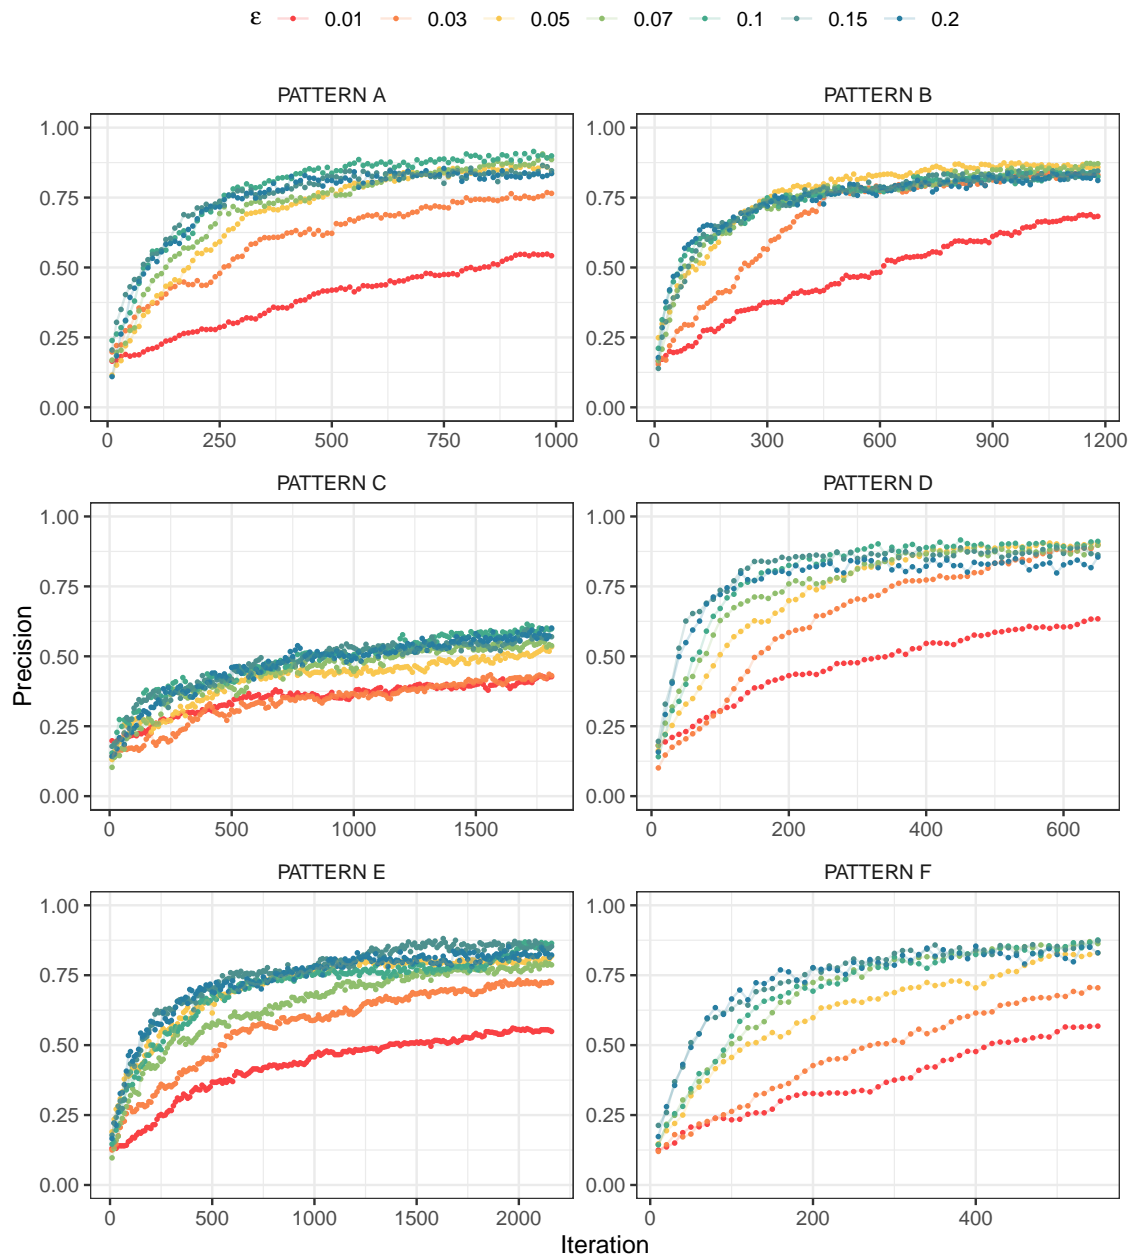 ε 0.01 0.03 0.05 0.07 0.1 0.15 0.2
PATTERN A
1.00
0.75
0.50
0.25
0.00
0 250 500 750 1000
PATTERN B
1.00
0.75
0.50
0.25
0.00
0 300 600 900 1200
PATTERN C
1.00
0.75
0.50
0.25
0.00
0 500 1000 1500
PATTERN D
1.00
0.75
0.50
0.25
0.00
0 200 400 600
PATTERN E
1.00
0.75
0.50
0.25
0.00
0 500 1000 1500 2000
PATTERN F
1.00
0.75
0.50
0.25
0.00
0 200 400
Precision
Iteration